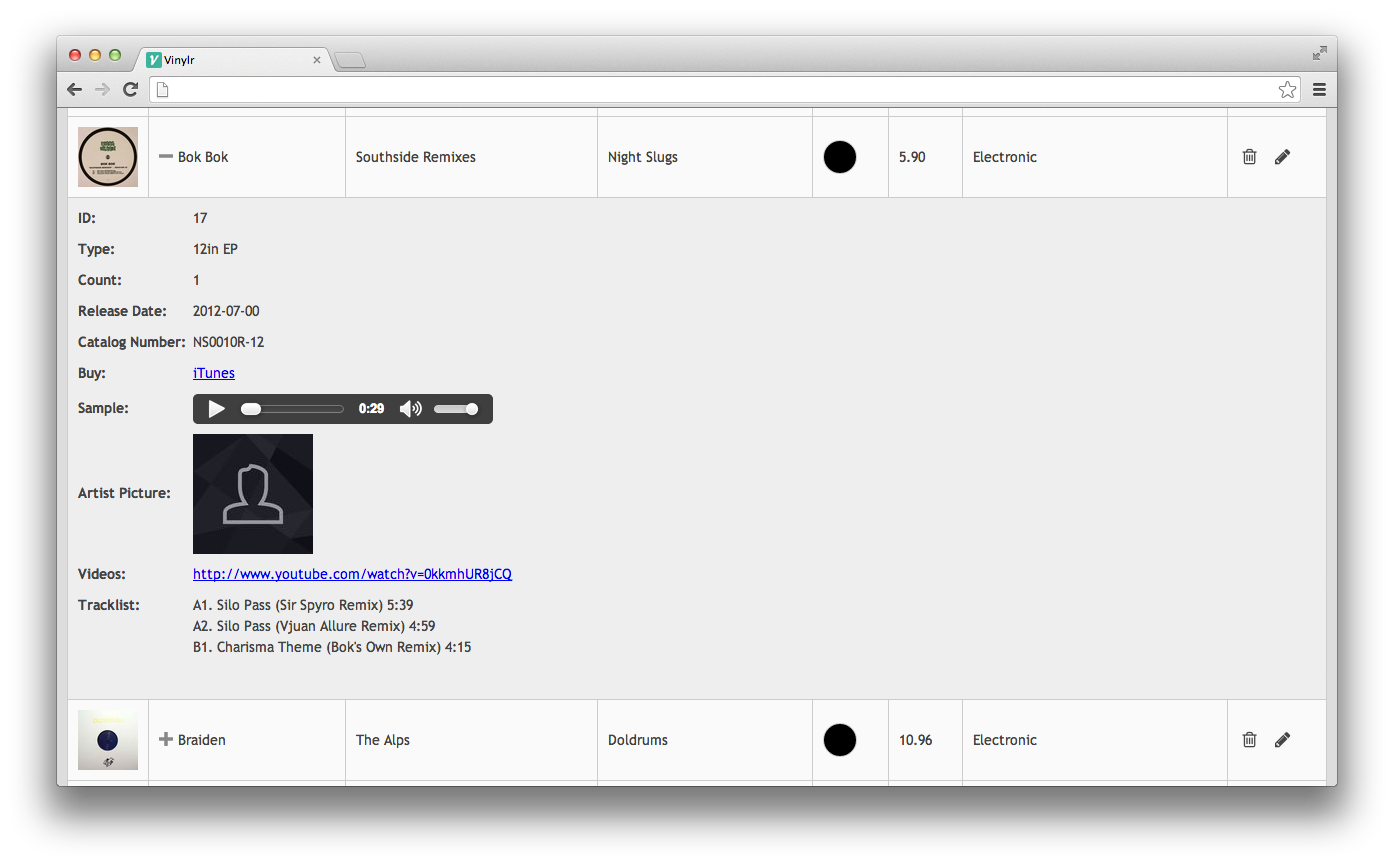 Vinylr
Bok Bok Southside Remixes Night Slugs 5.90 Electronic
ID: 17
Type: 12in EP
Count: 1
Release Date: 2012-07-00
Catalog Number: NS0010R-12
Buy: iTunes
Sample: 0:29
Artist Picture:
Videos: http://www.youtube.com/watch?v=0kkmhUR8jCQ
Tracklist: A1. Silo Pass (Sir Spyro Remix) 5:39
A2. Silo Pass (Vjuan Allure Remix) 4:59
B1. Charisma Theme (Bok's Own Remix) 4:15
Braiden The Alps Doldrums 10.96 Electronic